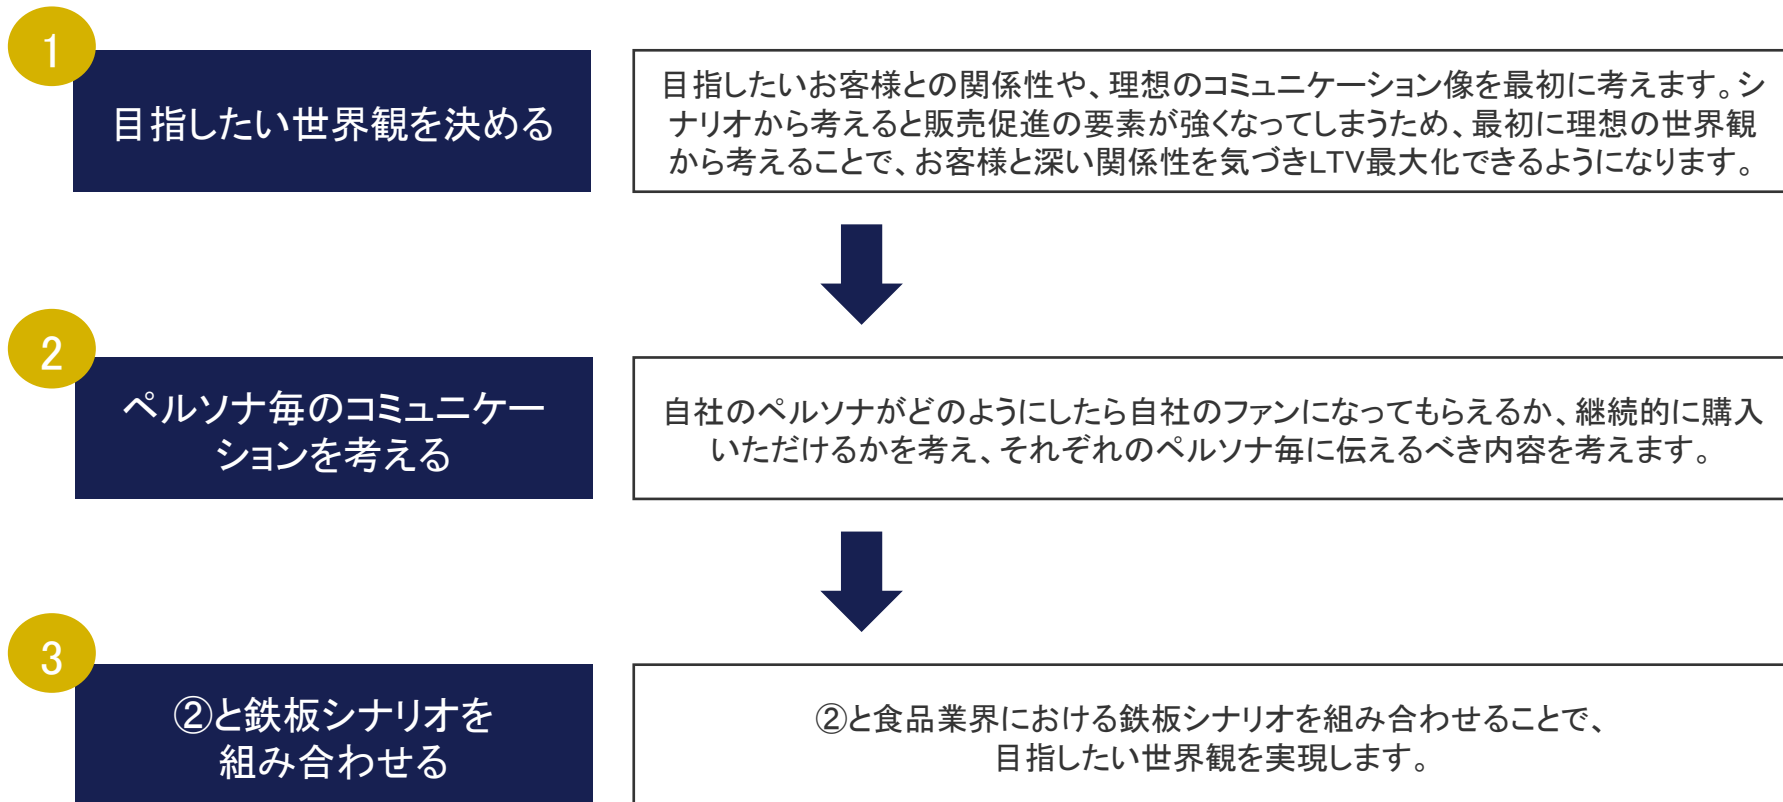 1
目指したい世界観を決める
目指したいお客様との関係性や、理想のコミュニケーション像を最初に考えます。シ
ナリオから考えると販売促進の要素が強くなってしまうため、最初に理想の世界観
から考えることで、お客様と深い関係性を気づきLTV最大化できるようになります。
2
ペルソナ毎のコミュニケー
ションを考える
自社のペルソナがどのようにしたら自社のファンになってもらえるか、継続的に購入
いただけるかを考え、それぞれのペルソナ毎に伝えるべき内容を考えます。
3
②と鉄板シナリオを
組み合わせる
②と食品業界における鉄板シナリオを組み合わせることで、
目指したい世界観を実現します。